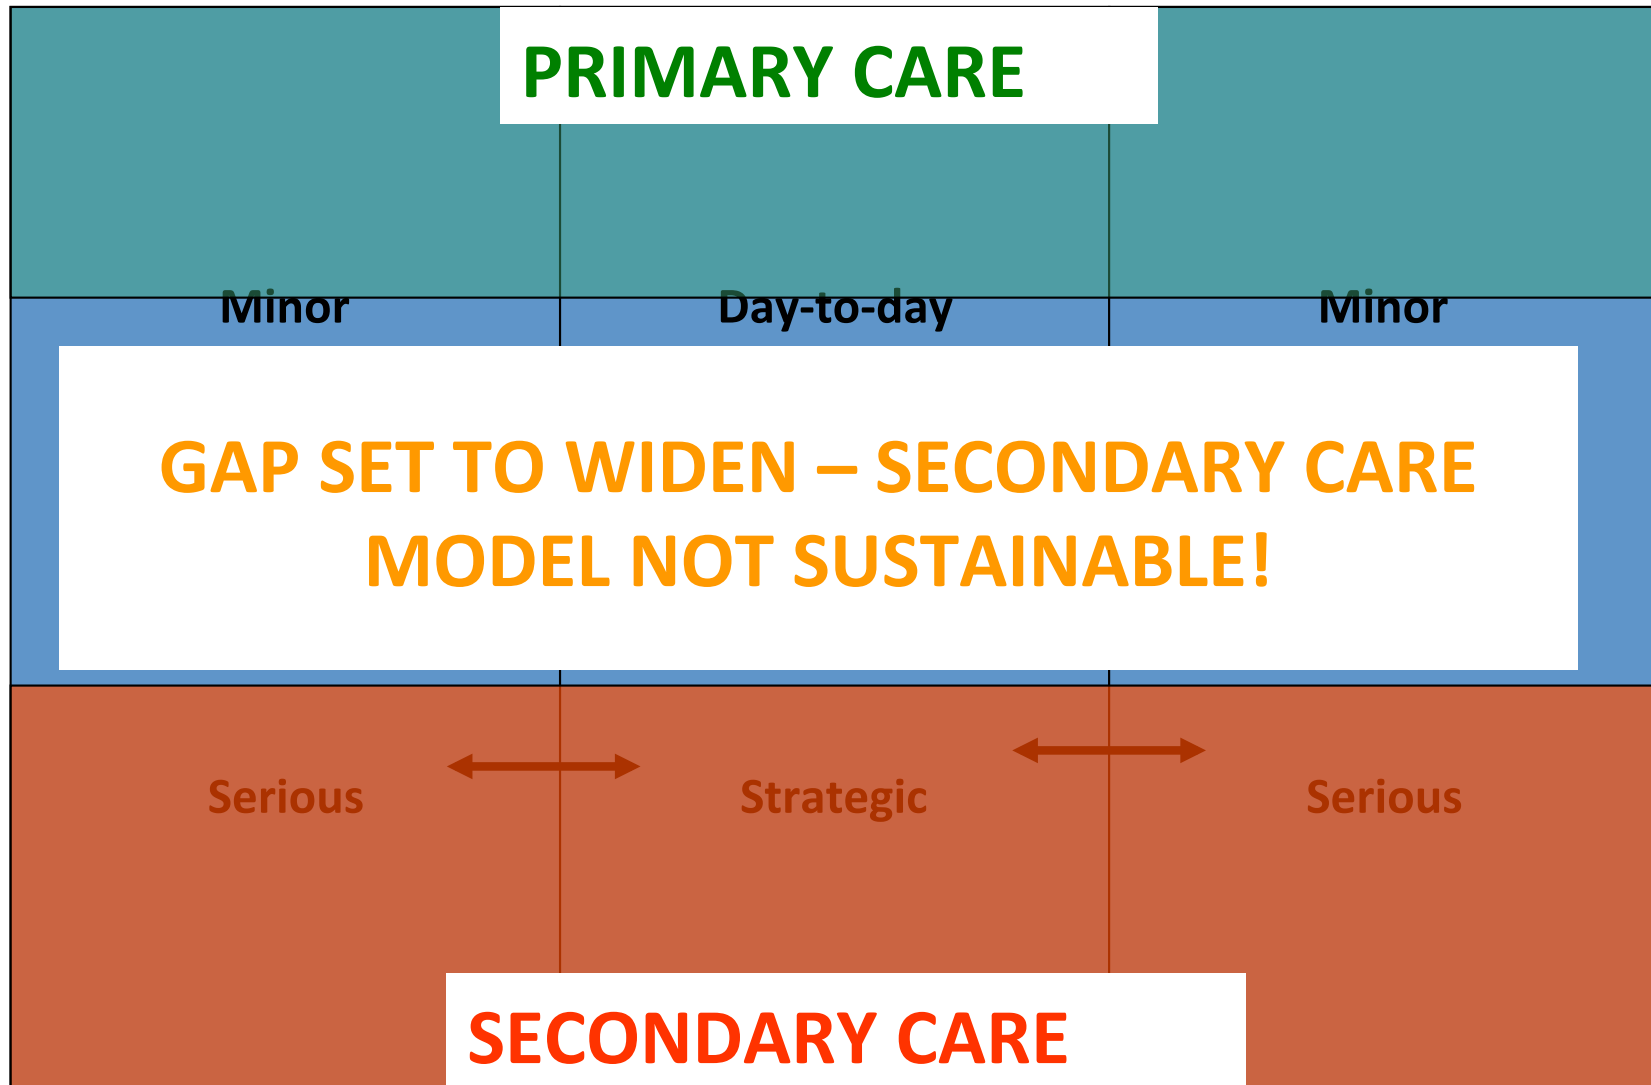 PRIMARY CARE
Minor Day-to-day Minor
GAP SET TO WIDEN – SECONDARY CARE
MODEL NOT SUSTAINABLE!
Serious Strategic Serious
SECONDARY CARE